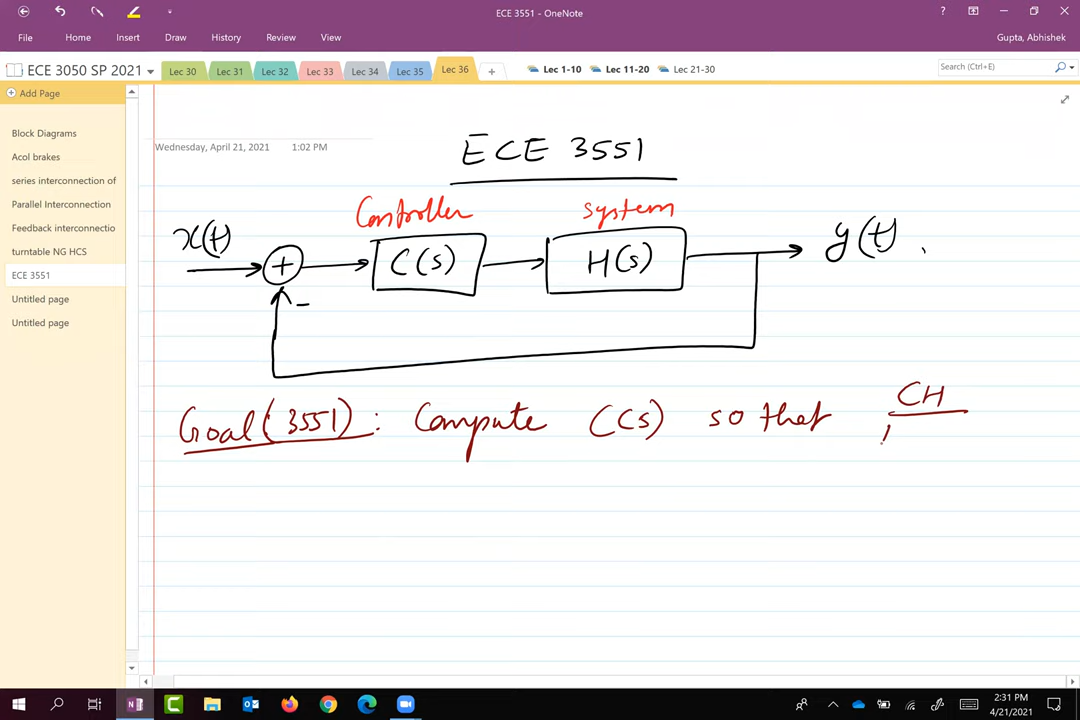 ECE 3551 - OneNote
File Home Insert Draw History Review View
Gupta, Abhishek
ECE 3050 SP 2021
Lec 30 Lec 31 Lec 32 Lec 33 Lec 34 Lec 35 Lec 36
Lec 1-10 Lec 11-20 Lec 21-30
Search (Ctrl+E)
Add Page
Block Diagrams
Acol brakes
series interconnection of
Parallel Interconnection
Feedback interconnectio
turntable NG HCS
ECE 3551
Untitled page
Untitled page
Wednesday, April 21, 2021 1:02 PM
ECE 3551
Controller system
x(t) + C(s) H(s) y(t).
-
Goal (3551): Compute C(s) so that CH
2:31 PM
4/21/2021